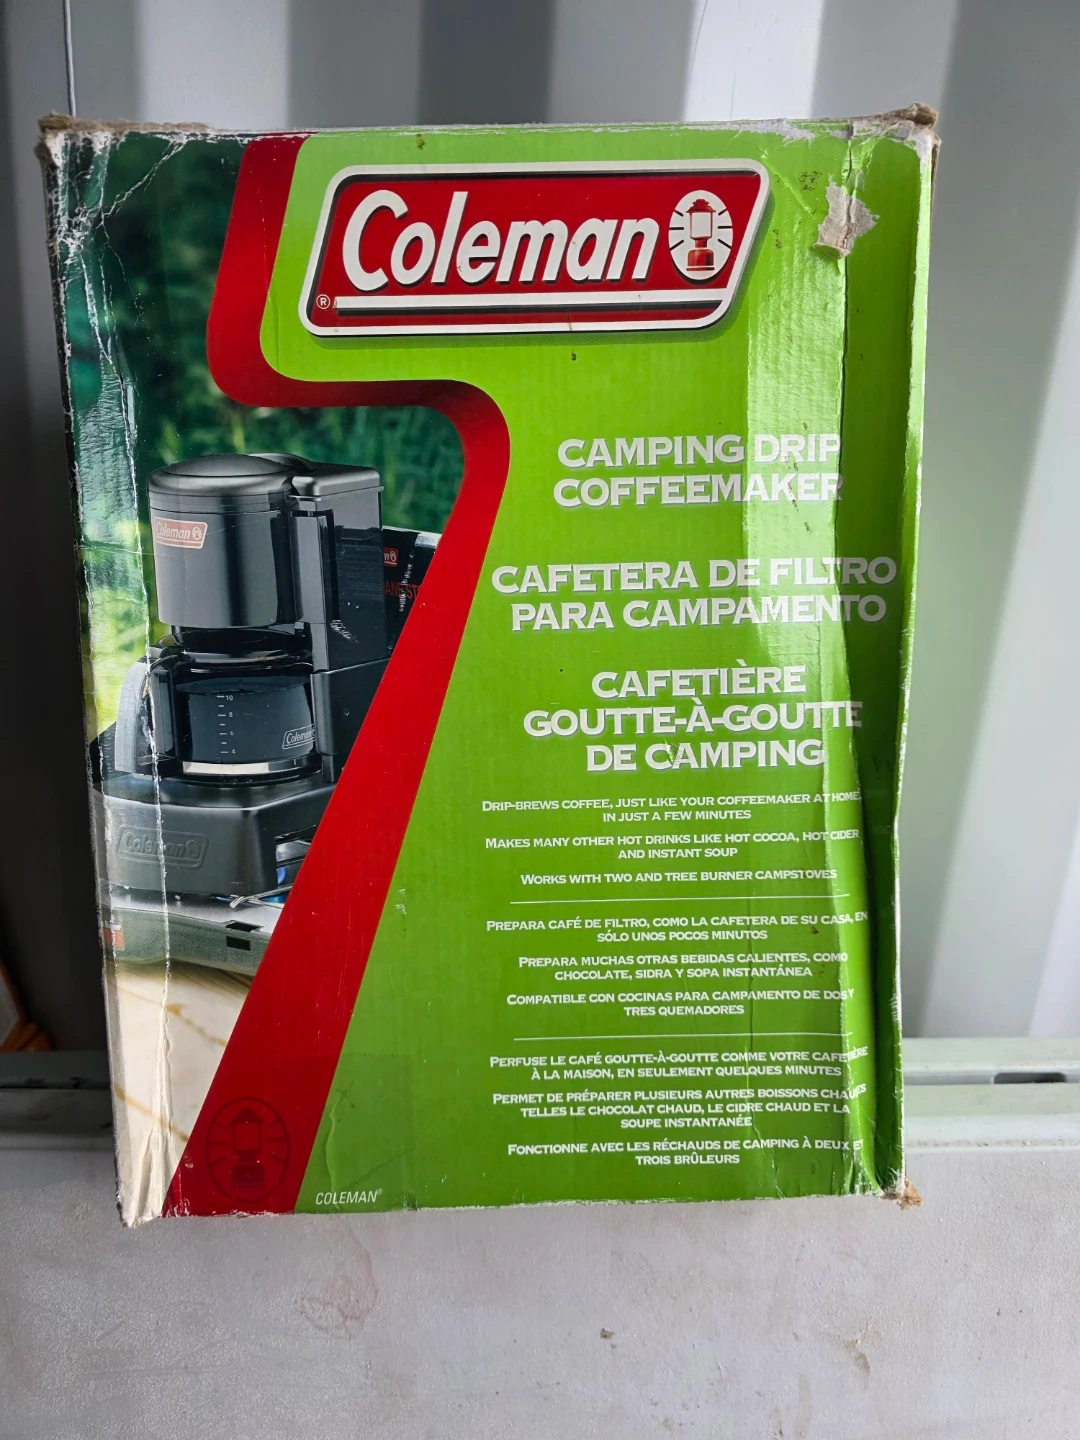 Coleman
®
CAMPING DRIP
COFFEEMAKER
CAFETERA DE FILTRO
PARA CAMPAMENTO
CAFETIÈRE
GOUTTE-À-GOUTTE
DE CAMPING
Coleman
10
8
6
4
Coleman
Coleman
DRIP-BREWS COFFEE, JUST LIKE YOUR COFFEEMAKER AT HOME,
IN JUST A FEW MINUTES
MAKES MANY OTHER HOT DRINKS LIKE HOT COCOA, HOT CIDER
AND INSTANT SOUP
WORKS WITH TWO AND TREE BURNER CAMPSTOVES
PREPARA CAFÉ DE FILTRO, COMO LA CAFETERA DE SU CASA, EN
SÓLO UNOS POCOS MINUTOS
PREPARA MUCHAS OTRAS BEBIDAS CALIENTES, COMO
CHOCOLATE, SIDRA Y SOPA INSTANTÁNEA
COMPATIBLE CON COCINAS PARA CAMPAMENTO DE DOS Y
TRES QUEMADORES
PERFUSE LE CAFÉ GOUTTE-À-GOUTTE COMME VOTRE CAFETIÈRE
À LA MAISON, EN SEULEMENT QUELQUES MINUTES
PERMET DE PRÉPARER PLUSIEURS AUTRES BOISSONS CHAUFS
TELLES LE CHOCOLAT CHAUD, LE CIDRE CHAUD ET LA
SOUPE INSTANTANÉE
FONCTIONNE AVEC LES RÉCHAUDS DE CAMPING À DEUX ET
TROIS BRÛLEURS
COLEMAN®